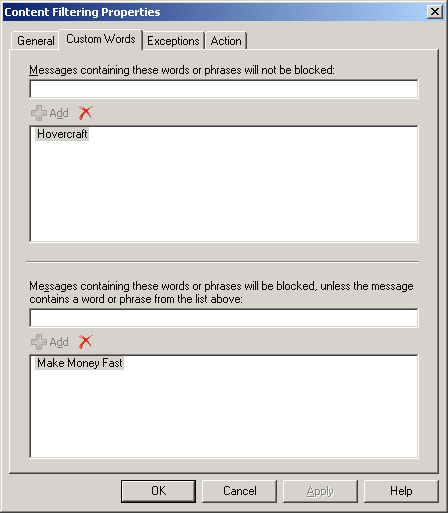 Content Filtering Properties
General Custom Words Exceptions Action
Messages containing these words or phrases will not be blocked:
Add
Hovercraft
Messages containing these words or phrases will be blocked, unless the message
contains a word or phrase from the list above:
Add
Make Money Fast
OK Cancel Apply Help